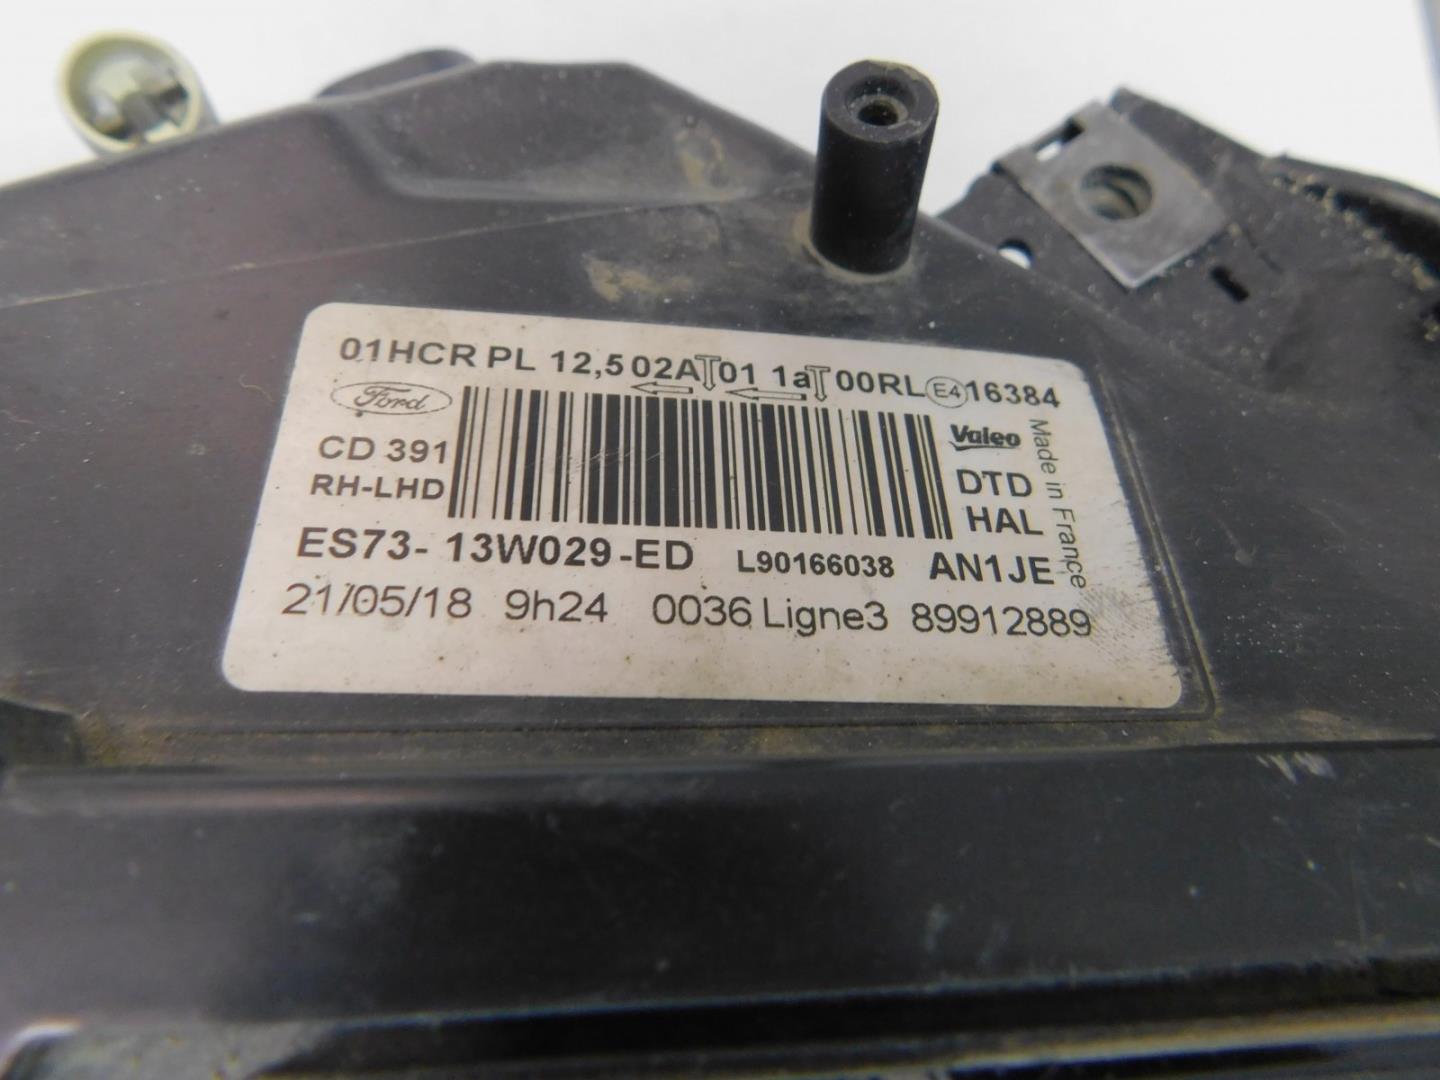 01HCR PL 12,5 02A 01 1a 00RL E4 16384
Ford
CD 391
RH-LHD
Valeo
DTD
HAL
Made in France
ES73- 13W029-ED L90166038 AN1JE
21/05/18 9h24 0036 Ligne3 89912889